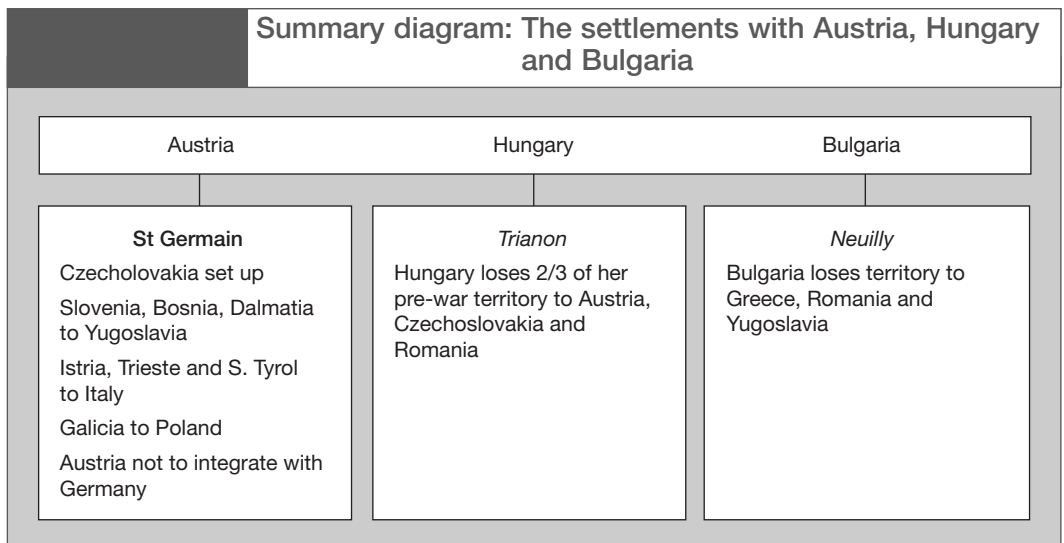 Summary diagram: The settlements with Austria, Hungary
and Bulgaria
Austria
Hungary
Bulgaria
St Germain
Czecholovakia set up
Slovenia, Bosnia, Dalmatia
to Yugoslavia
Istria, Trieste and S. Tyrol
to Italy
Galicia to Poland
Austria not to integrate with
Germany
Trianon
Hungary loses 2/3 of her
pre-war territory to Austria,
Czechoslovakia and
Romania
Neuilly
Bulgaria loses territory to
Greece, Romania and
Yugoslavia